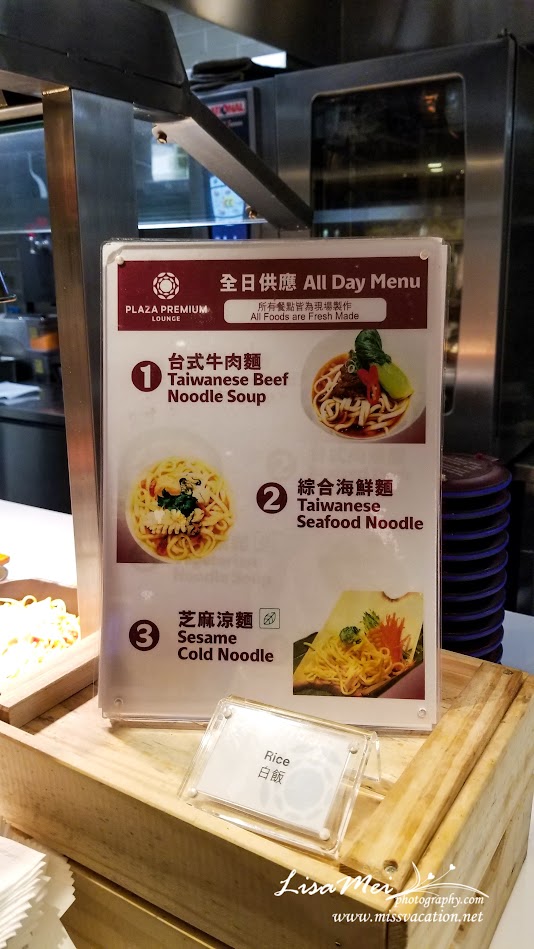 PLAZA PREMIUM
LOUNGE
全日供應 All Day Menu
所有餐點皆為現場製作
All Foods are Fresh Made
1
台式牛肉麵
Taiwanese Beef
Noodle Soup
2
綜合海鮮麵
Taiwanese
Seafood Noodle
3
芝麻涼麵
Sesame
Cold Noodle
Rice
白飯
LisaMei
photography.com
www.missvacation.net